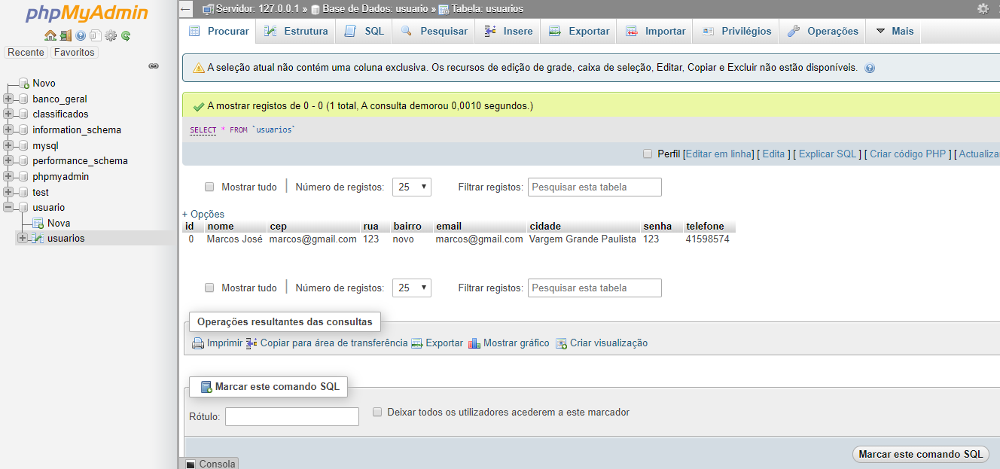 phpMyAdmin
Recente Favoritos
Novo
banco_geral
classificados
information_schema
mysql
performance_schema
phpmyadmin
test
usuario
Nova
usuarios
Servidor: 127.0.0.1 » Base de Dados: usuario » Tabela: usuarios
Procurar Estrutura SQL Pesquisar Insere Exportar Importar Privilégios Operações Mais
A seleção atual não contém uma coluna exclusiva. Os recursos de edição de grade, caixa de seleção, Editar, Copiar e Excluir não estão disponíveis.
A mostrar registos de 0 - 0 (1 total, A consulta demorou 0,0010 segundos.)
SELECT * FROM `usuarios`
Perfil [Editar em linha] [ Edita ] [ Explicar SQL ] [ Criar código PHP ] [ Actualiza
Mostrar tudo | Número de registos: 25 Filtrar registos: Pesquisar esta tabela
+ Opções
id nome cep rua bairro email cidade senha telefone
0 Marcos José marcos@gmail.com 123 novo marcos@gmail.com Vargem Grande Paulista 123 41598574
Mostrar tudo | Número de registos: 25 Filtrar registos: Pesquisar esta tabela
Operações resultantes das consultas
Imprimir Copiar para área de transferência Exportar Mostrar gráfico Criar visualização
Marcar este comando SQL
Rótulo: Deixar todos os utilizadores acederem a este marcador
Marcar este comando SQL
Consola